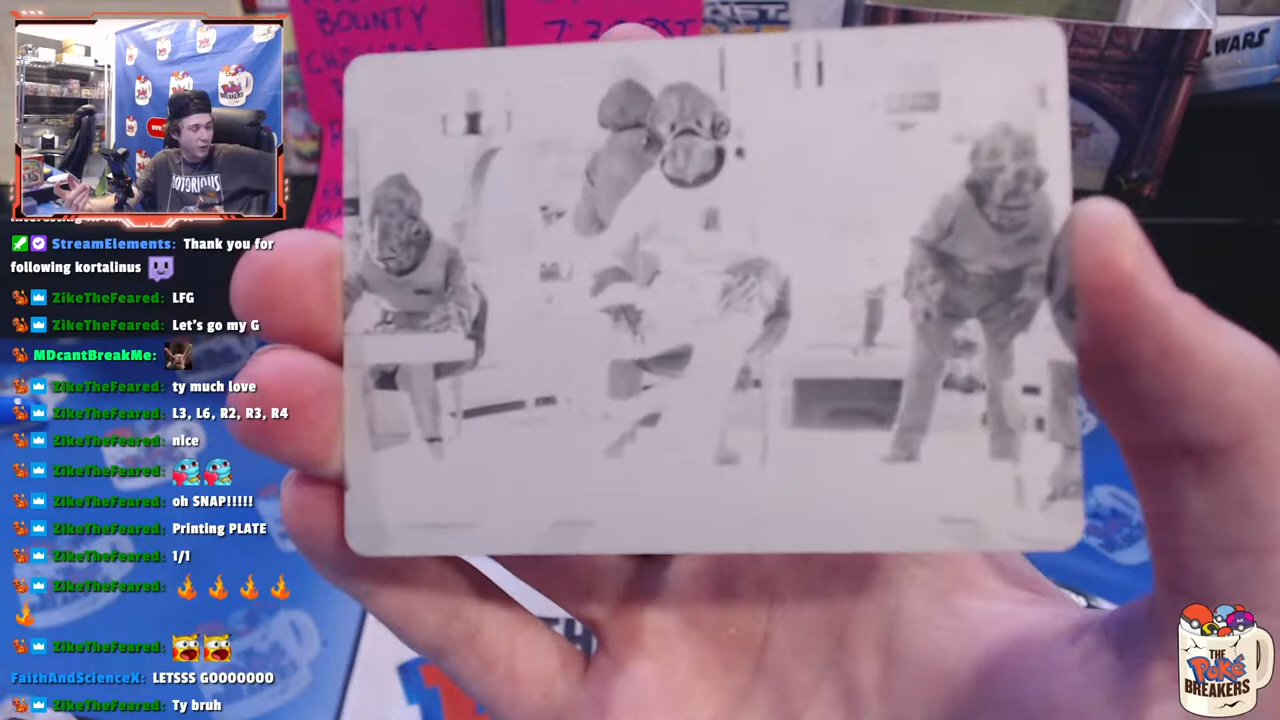 BOUNTY
WARS
NOTORIOUS
StreamElements: Thank you for
following kortalinus
ZikeTheFeared: LFG
ZikeTheFeared: Let's go my G
MDcantBreakMe:
ZikeTheFeared: ty much love
ZikeTheFeared: L3, L6, R2, R3, R4
ZikeTheFeared: nice
ZikeTheFeared:
ZikeTheFeared: oh SNAP!!!!!
ZikeTheFeared: Printing PLATE
ZikeTheFeared: 1/1
ZikeTheFeared:
ZikeTheFeared:
FaithAndScienceX: LETSSS GOOOOOOO
ZikeTheFeared: Ty bruh
THE
Poké
BREAKERS